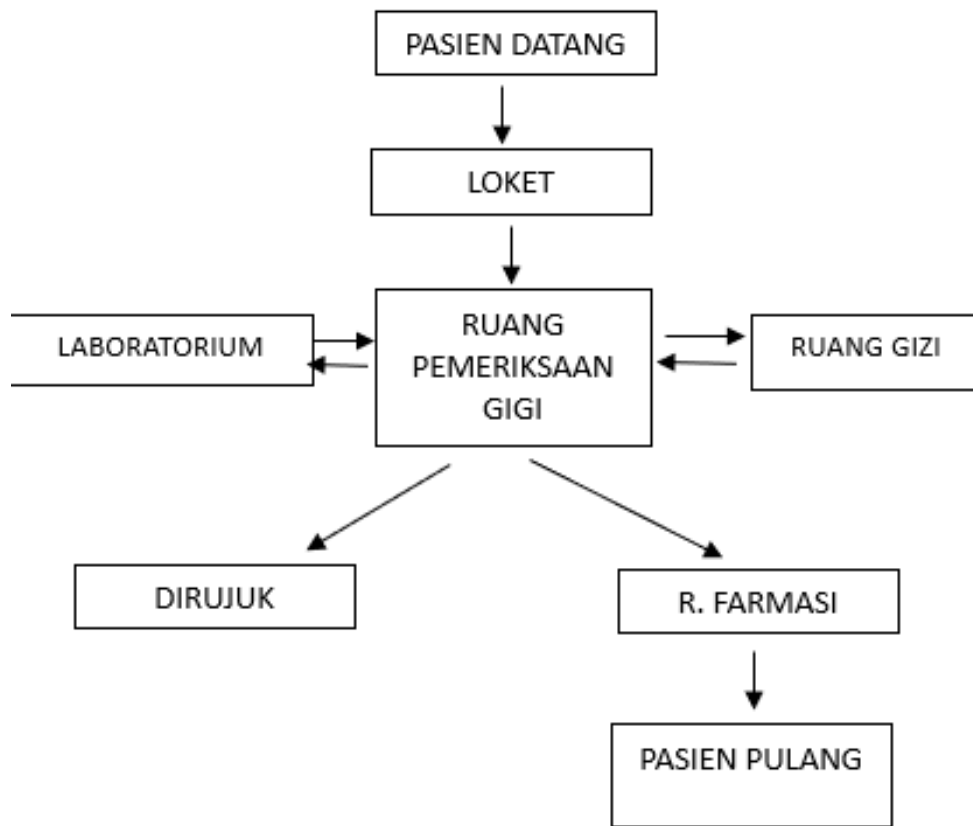 PASIEN DATANG
LOKET
LABORATORIUM
RUANG
PEMERIKSAAN
GIGI
RUANG GIZI
DIRUJUK
R. FARMASI
PASIEN PULANG